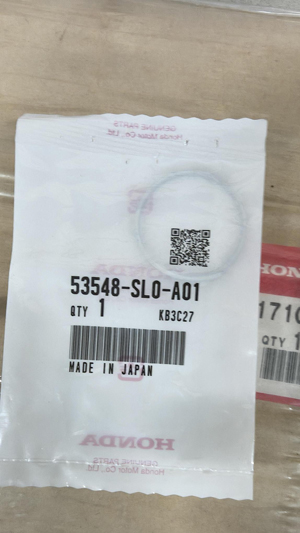 GENUINE PARTS
Honda Motor Co., Ltd.
HONDA
53548-SL0-A01
QTY 1
KB3C27
MADE IN JAPAN
HONDA
GENUINE PARTS
Honda Motor Co., Ltd.
HON
1710
QTY 1